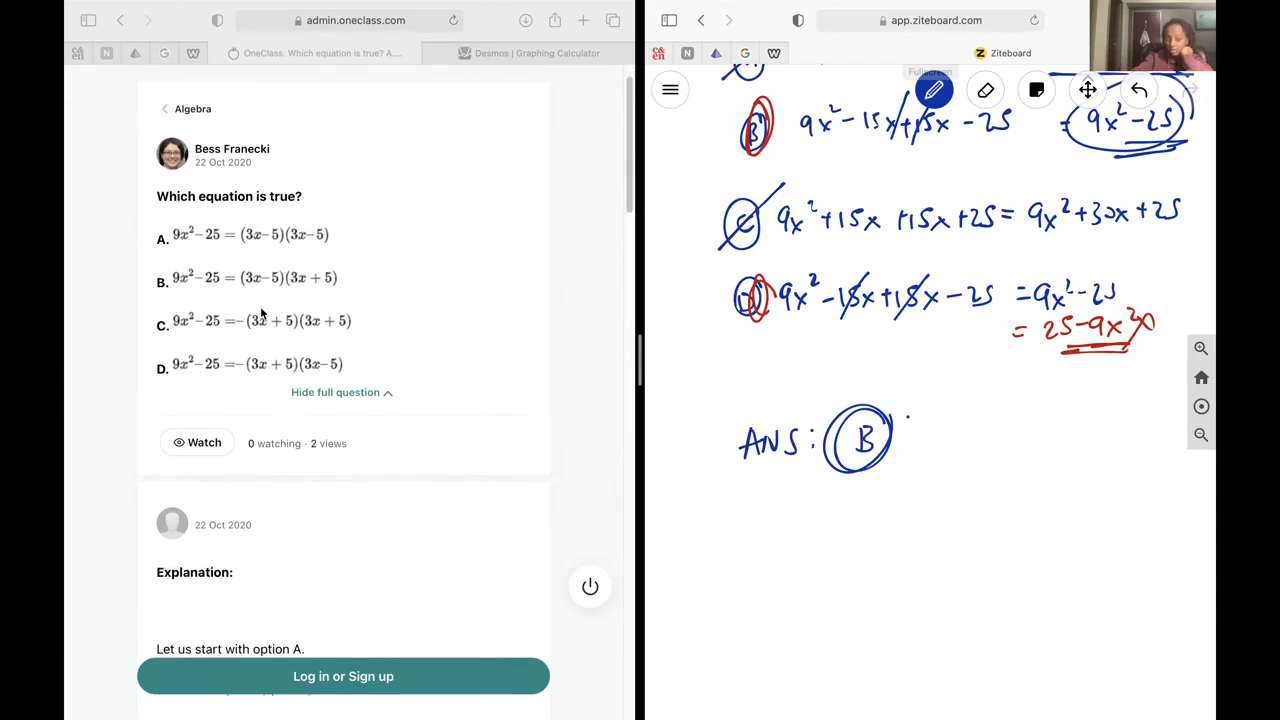 admin.oneclass.com
OneClass: Which equation is true? A....
Desmos | Graphing Calculator
Algebra
Bess Franecki
22 Oct 2020
Which equation is true?
A. 9x²−25 = (3x−5)(3x−5)
B. 9x²−25 = (3x−5)(3x + 5)
C. 9x²−25 =−(3x + 5)(3x + 5)
D. 9x²−25 =−(3x + 5)(3x−5)
Hide full question
Watch
0 watching · 2 views
22 Oct 2020
Explanation:
Let us start with option A.
Log in or Sign up
app.ziteboard.com
c& en
Ziteboard
Fullscreen
B 9x² − 15x + 15x − 25 = 9x² − 25
C 9x² + 15x + 15x + 25 = 9x² + 30x + 25
D 9x² − 15x + 15x − 25 = 9x² − 25
= 25 − 9x²
ANS: B